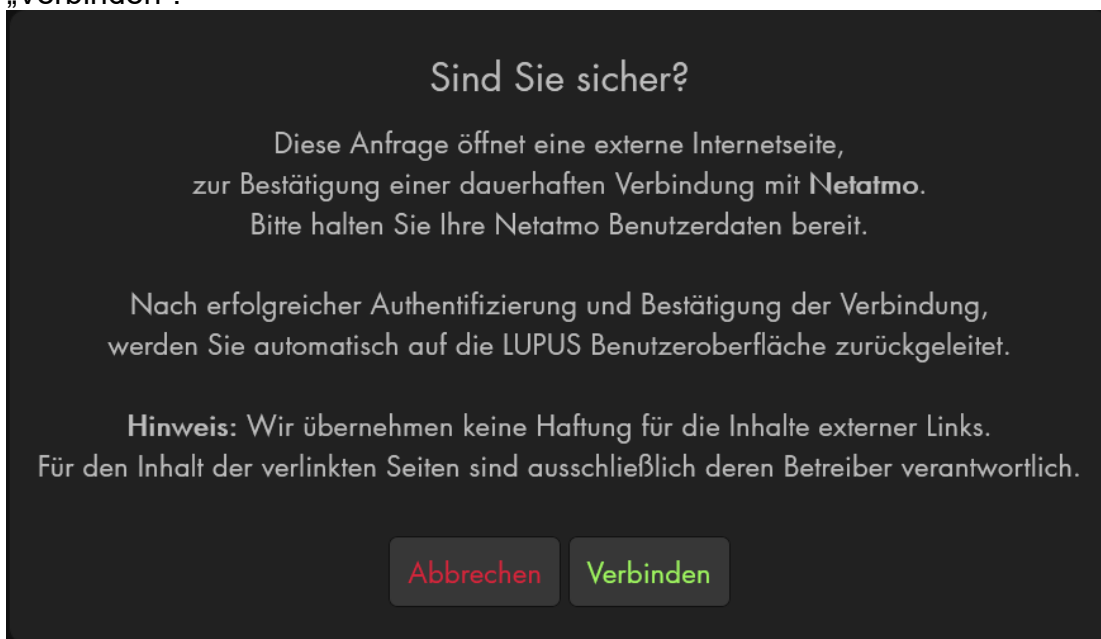 „Verbinden“.
Sind Sie sicher?
Diese Anfrage öffnet eine externe Internetseite,
zur Bestätigung einer dauerhaften Verbindung mit Netatmo.
Bitte halten Sie Ihre Netatmo Benutzerdaten bereit.
Nach erfolgreicher Authentifizierung und Bestätigung der Verbindung,
werden Sie automatisch auf die LUPUS Benutzeroberfläche zurückgeleitet.
Hinweis: Wir übernehmen keine Haftung für die Inhalte externer Links.
Für den Inhalt der verlinkten Seiten sind ausschließlich deren Betreiber verantwortlich.
Abbrechen Verbinden